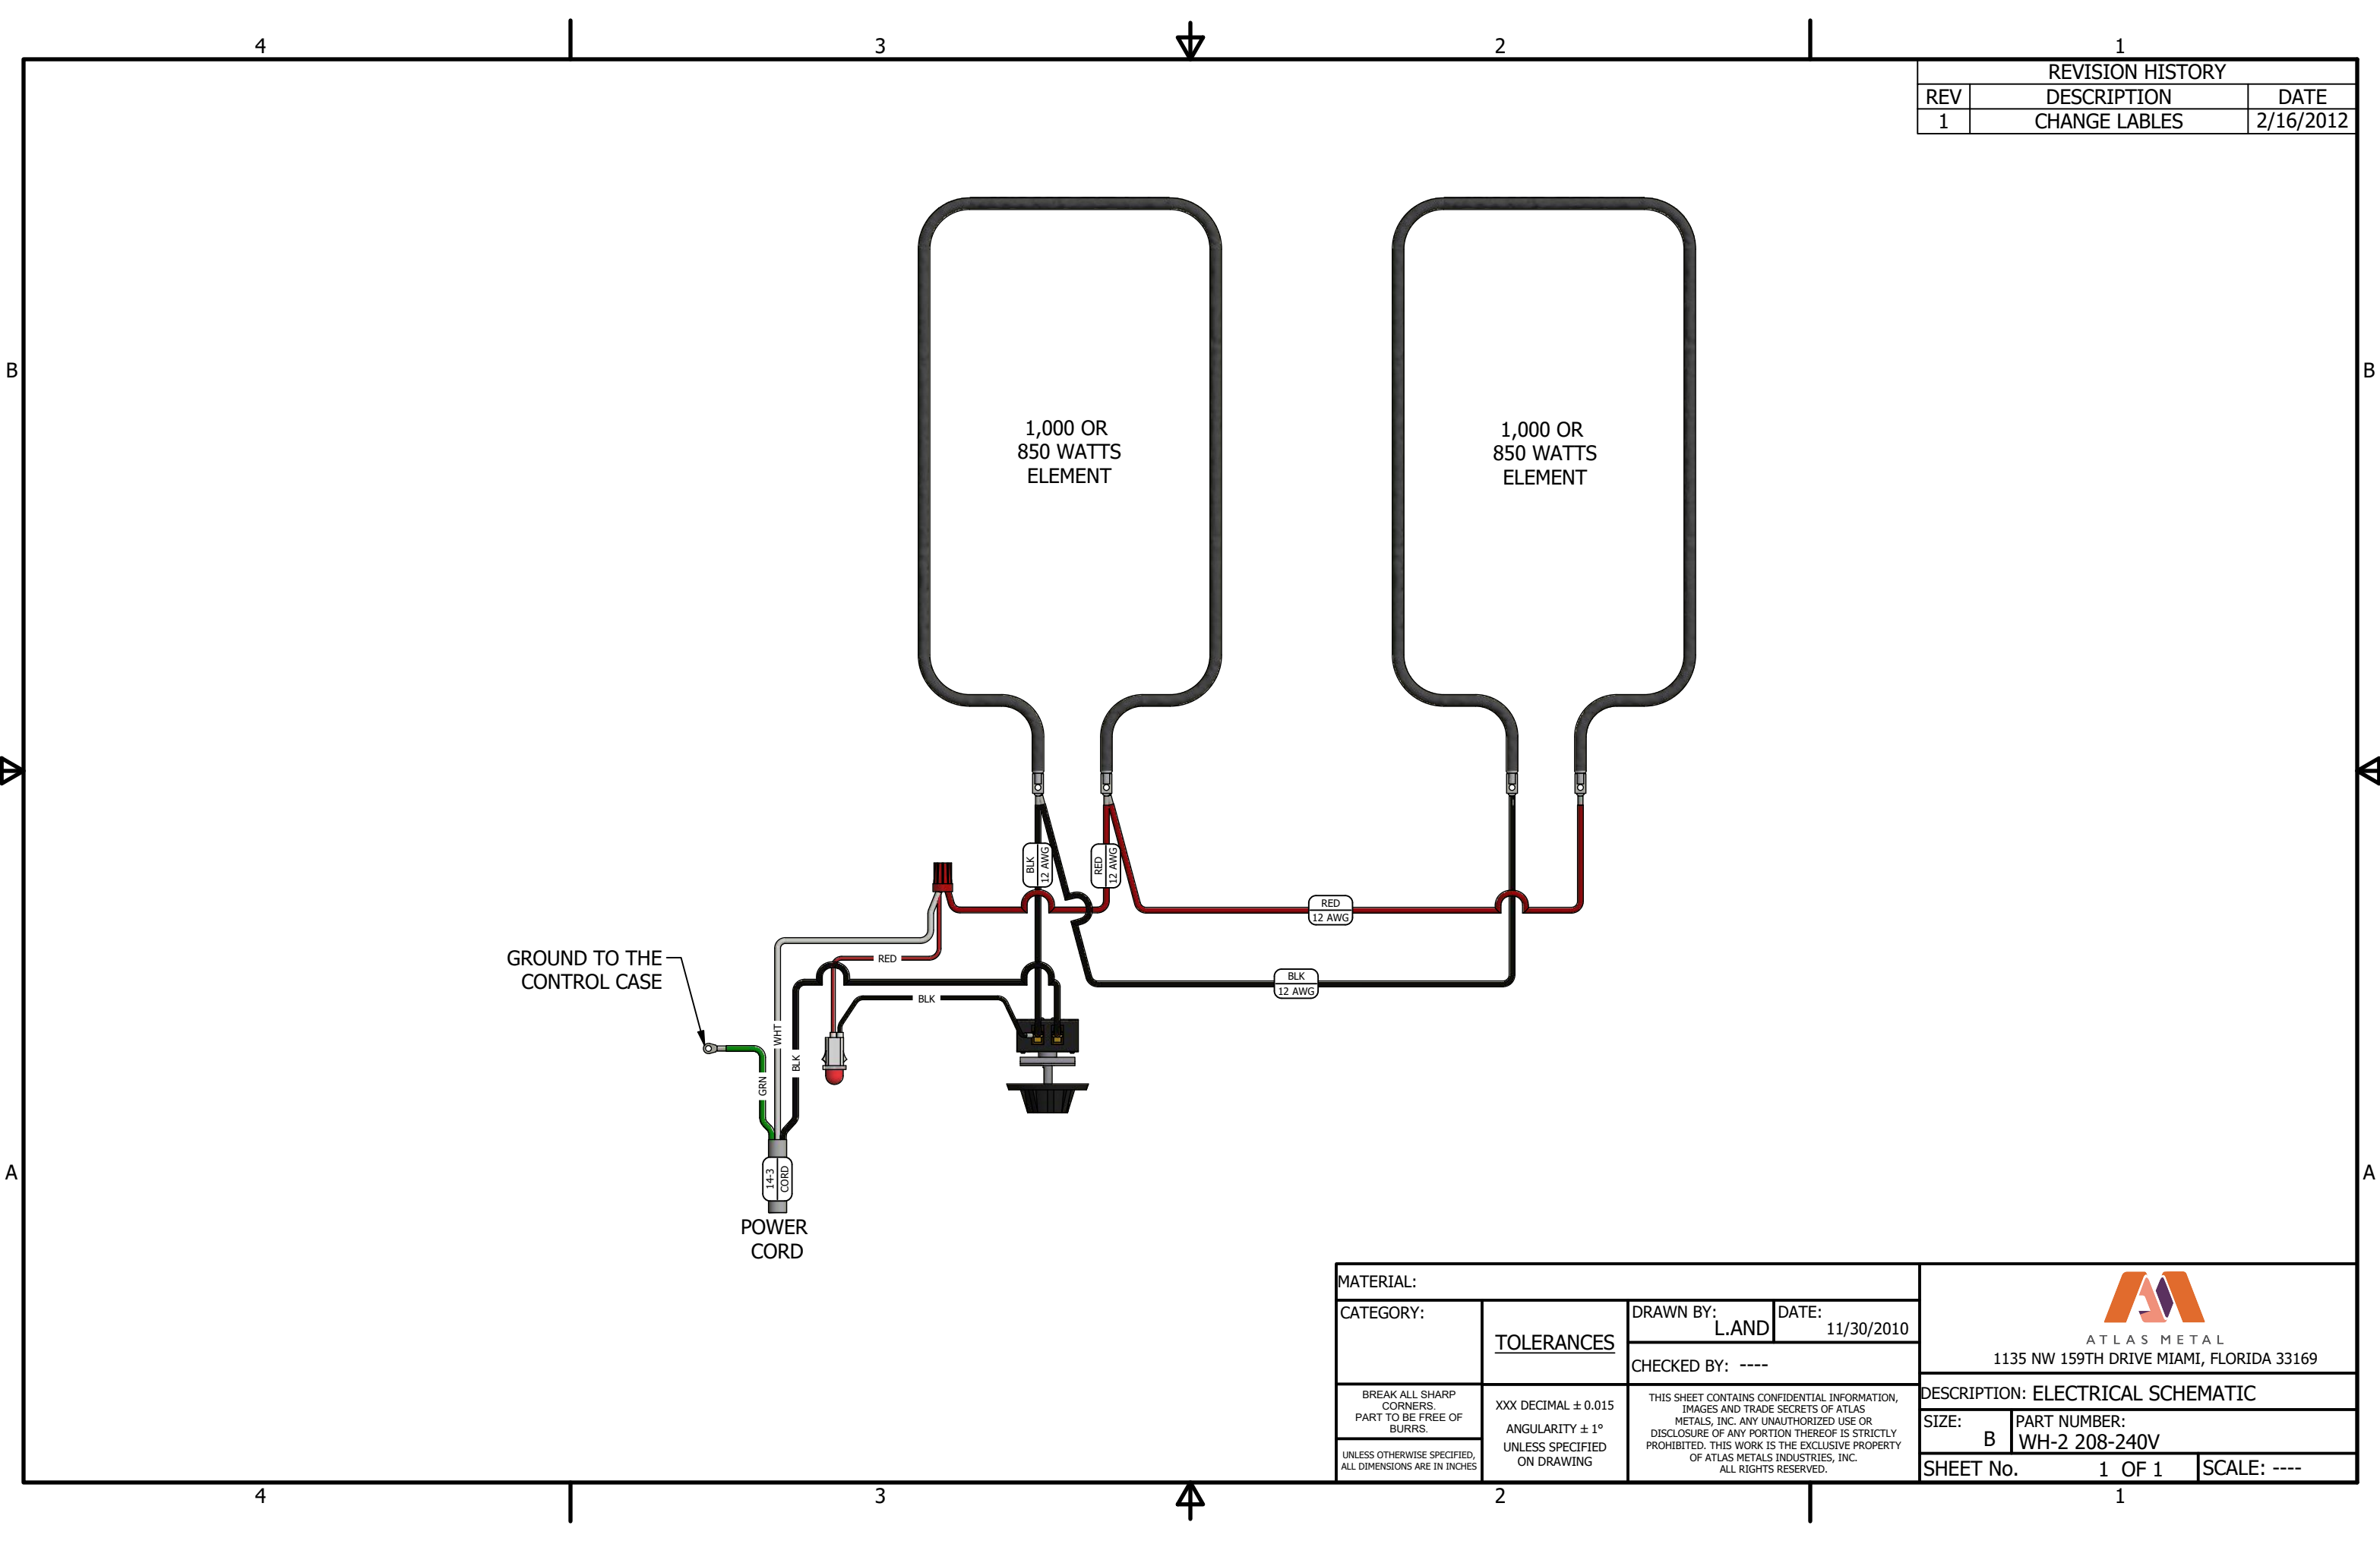 4 3 2 1
REVISION HISTORY
REV DESCRIPTION DATE
1 CHANGE LABLES 2/16/2012
B B
1,000 OR
850 WATTS
ELEMENT
1,000 OR
850 WATTS
ELEMENT
BLK
12 AWG
RED
12 AWG
RED
12 AWG
GROUND TO THE
CONTROL CASE
RED
BLK
12 AWG
BLK
WHT
BLK
GRN
A A
14-3
CORD
POWER
CORD
MATERIAL:
CATEGORY:
TOLERANCES
DRAWN BY:
L.AND
DATE:
11/30/2010
CHECKED BY: ----
BREAK ALL SHARP
CORNERS.
PART TO BE FREE OF
BURRS.
UNLESS OTHERWISE SPECIFIED,
ALL DIMENSIONS ARE IN INCHES
XXX DECIMAL ± 0.015
ANGULARITY ± 1°
UNLESS SPECIFIED
ON DRAWING
THIS SHEET CONTAINS CONFIDENTIAL INFORMATION,
IMAGES AND TRADE SECRETS OF ATLAS
METALS, INC. ANY UNAUTHORIZED USE OR
DISCLOSURE OF ANY PORTION THEREOF IS STRICTLY
PROHIBITED. THIS WORK IS THE EXCLUSIVE PROPERTY
OF ATLAS METALS INDUSTRIES, INC.
ALL RIGHTS RESERVED.
ATLAS METAL
1135 NW 159TH DRIVE MIAMI, FLORIDA 33169
DESCRIPTION: ELECTRICAL SCHEMATIC
SIZE:
B
PART NUMBER:
WH-2 208-240V
SHEET No. 1 OF 1
SCALE: ----
4 3 2 1